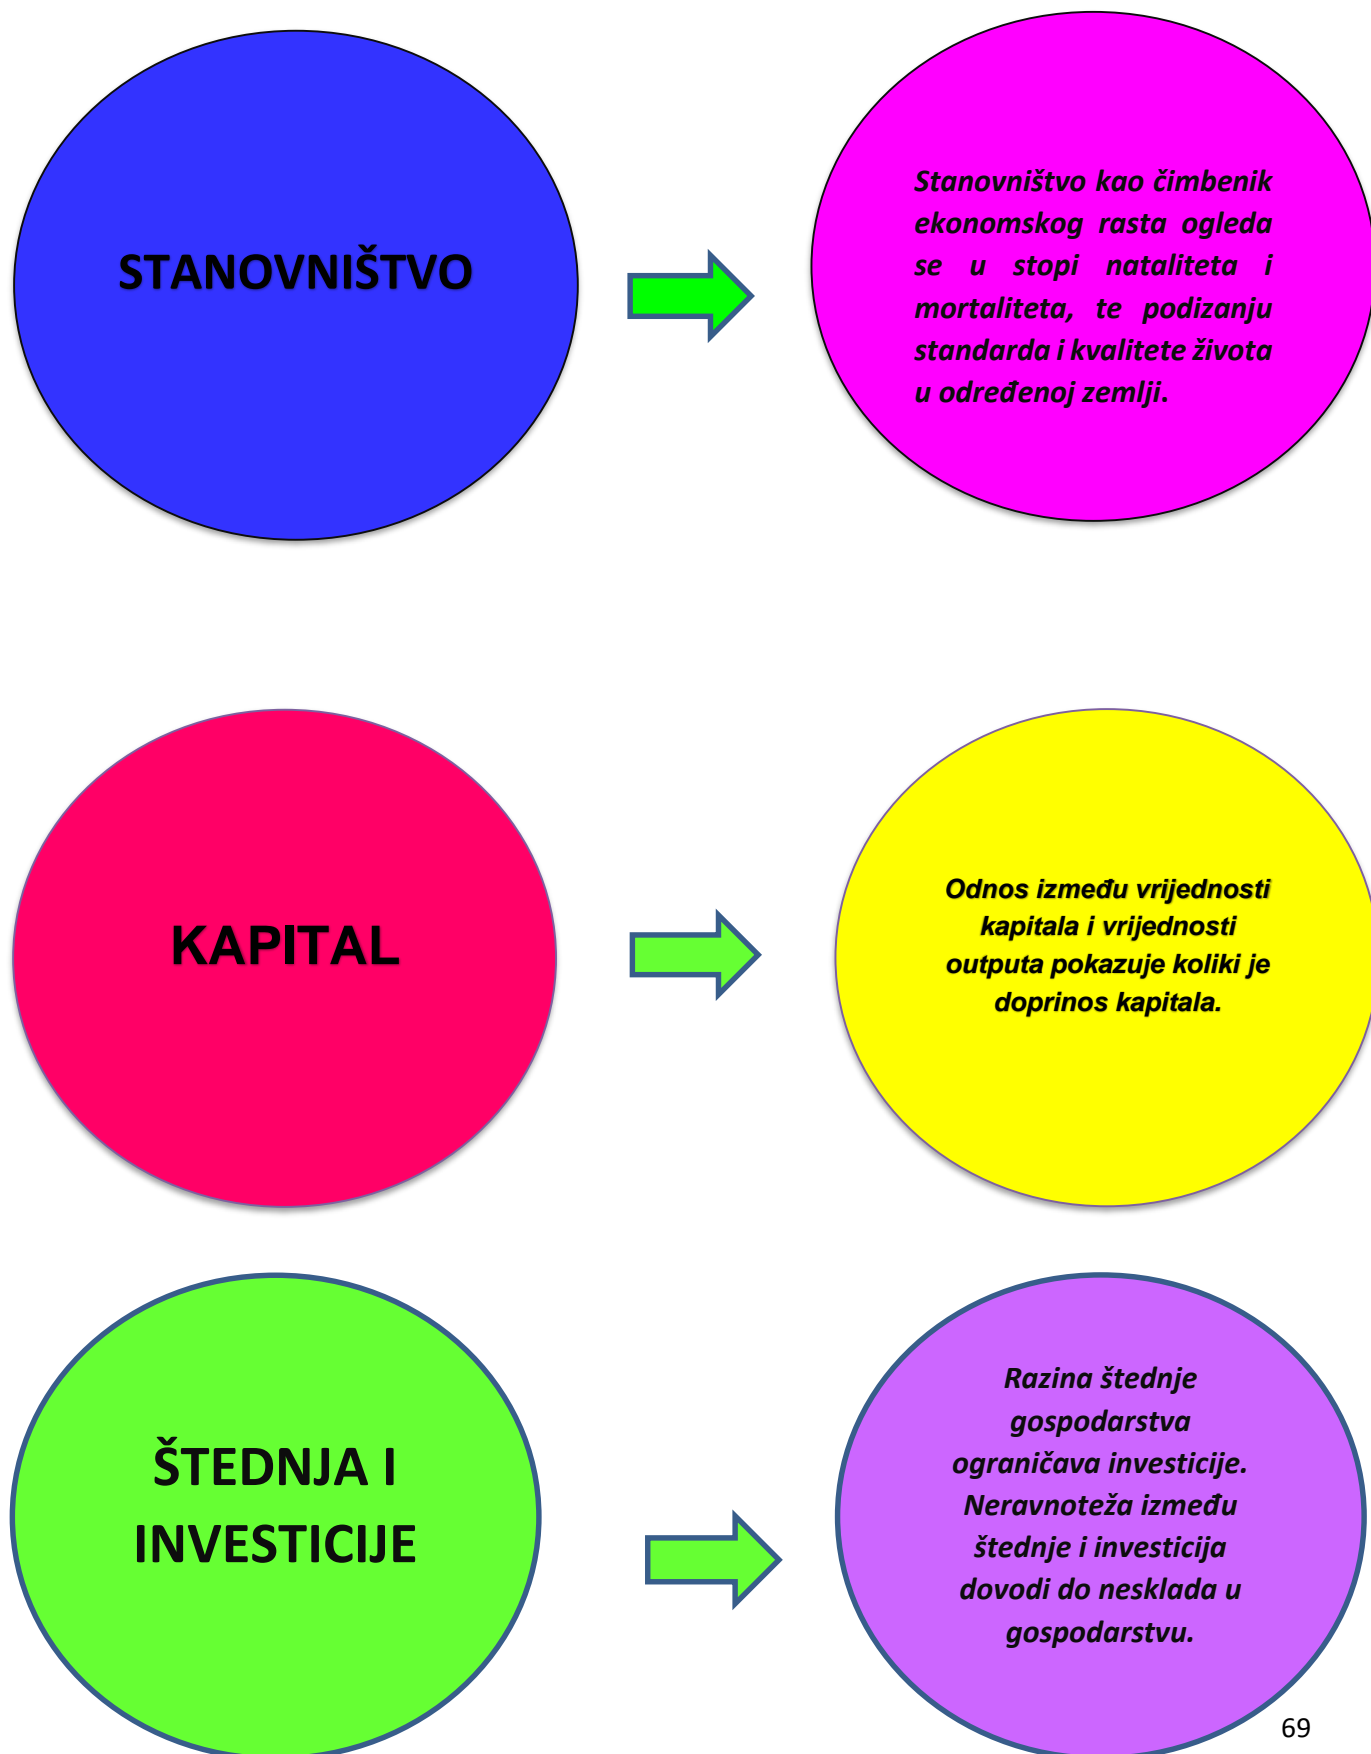 STANOVNIŠTVO
Stanovništvo kao čimbenik
ekonomskog rasta ogleda
se u stopi nataliteta i
mortaliteta, te podizanju
standarda i kvalitete života
u određenoj zemlji.
KAPITAL
Odnos između vrijednosti
kapitala i vrijednosti
outputa pokazuje koliki je
doprinos kapitala.
ŠTEDNJA I
INVESTICIJE
Razina štednje
gospodarstva
ograničava investicije.
Neravnoteža između
štednje i investicija
dovodi do nesklada u
gospodarstvu.
69